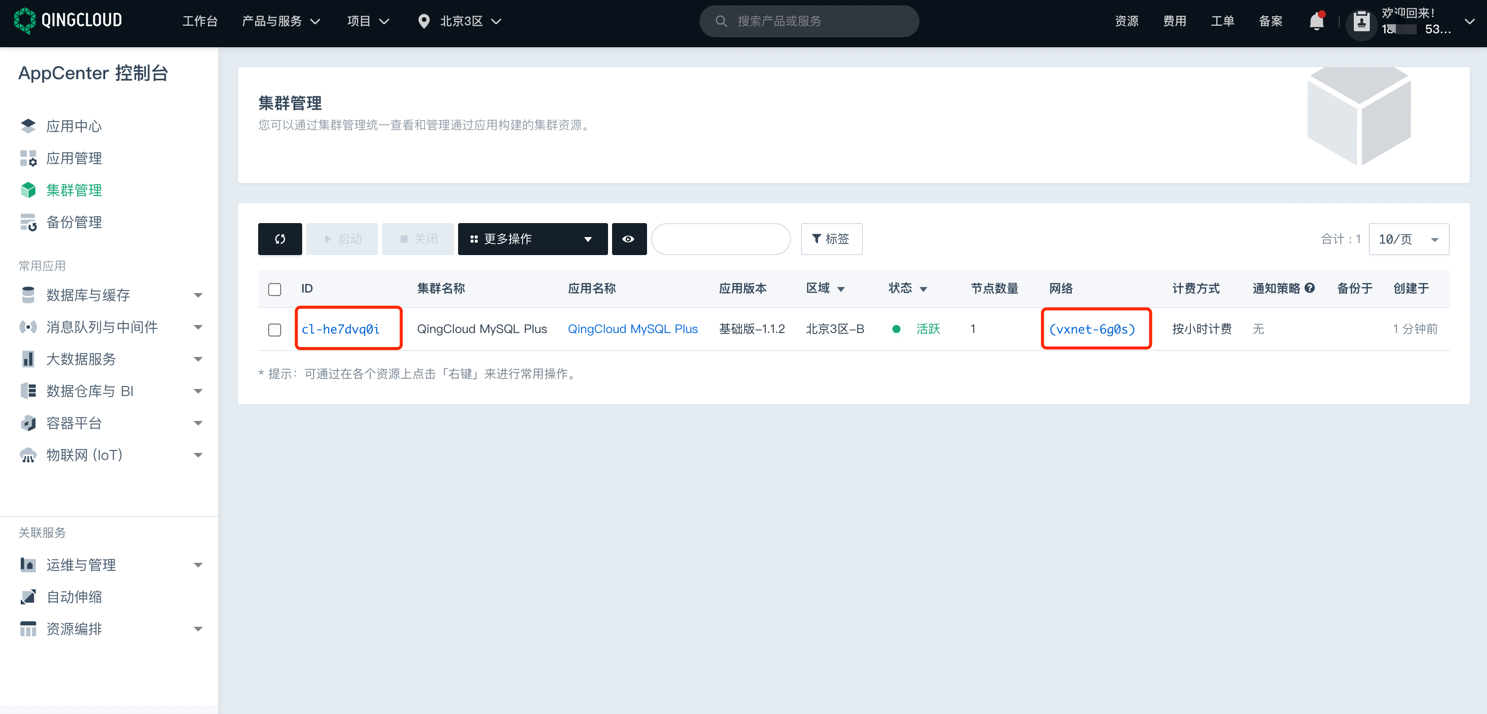 QINGCLOUD
工作台 产品与服务 项目 北京3区 搜索产品或服务 资源 费用 工单 备案 欢迎回来!
18 53...
AppCenter 控制台
应用中心
应用管理
集群管理
备份管理
常用应用
数据库与缓存
消息队列与中间件
大数据服务
数据仓库与 BI
容器平台
物联网 (IoT)
关联服务
运维与管理
自动伸缩
资源编排
集群管理
您可以通过集群管理统一查看和管理通过应用构建的集群资源。
启动 关闭 更多操作 标签 合计:1 10/页
ID 集群名称 应用名称 应用版本 区域 状态 节点数量 网络 计费方式 通知策略 备份于 创建于
cl-he7dvq0i QingCloud MySQL Plus QingCloud MySQL Plus 基础版-1.1.2 北京3区-B 活跃 1 (vxnet-6g0s) 按小时计费 无 1 分钟前
* 提示: 可通过在各个资源上点击「右键」来进行常用操作。